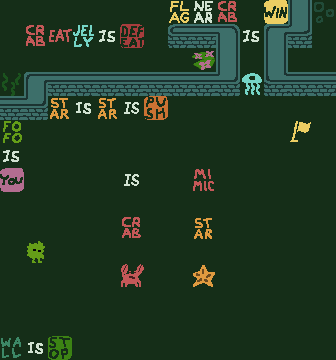 FLAG NEAR CRAB WIN
CRAB EAT JELLY IS DEFEAT IS
STAR IS STAR IS PUSH
FOFO
IS
YOU IS MIMIC
CRAB STAR
WALL IS STOP